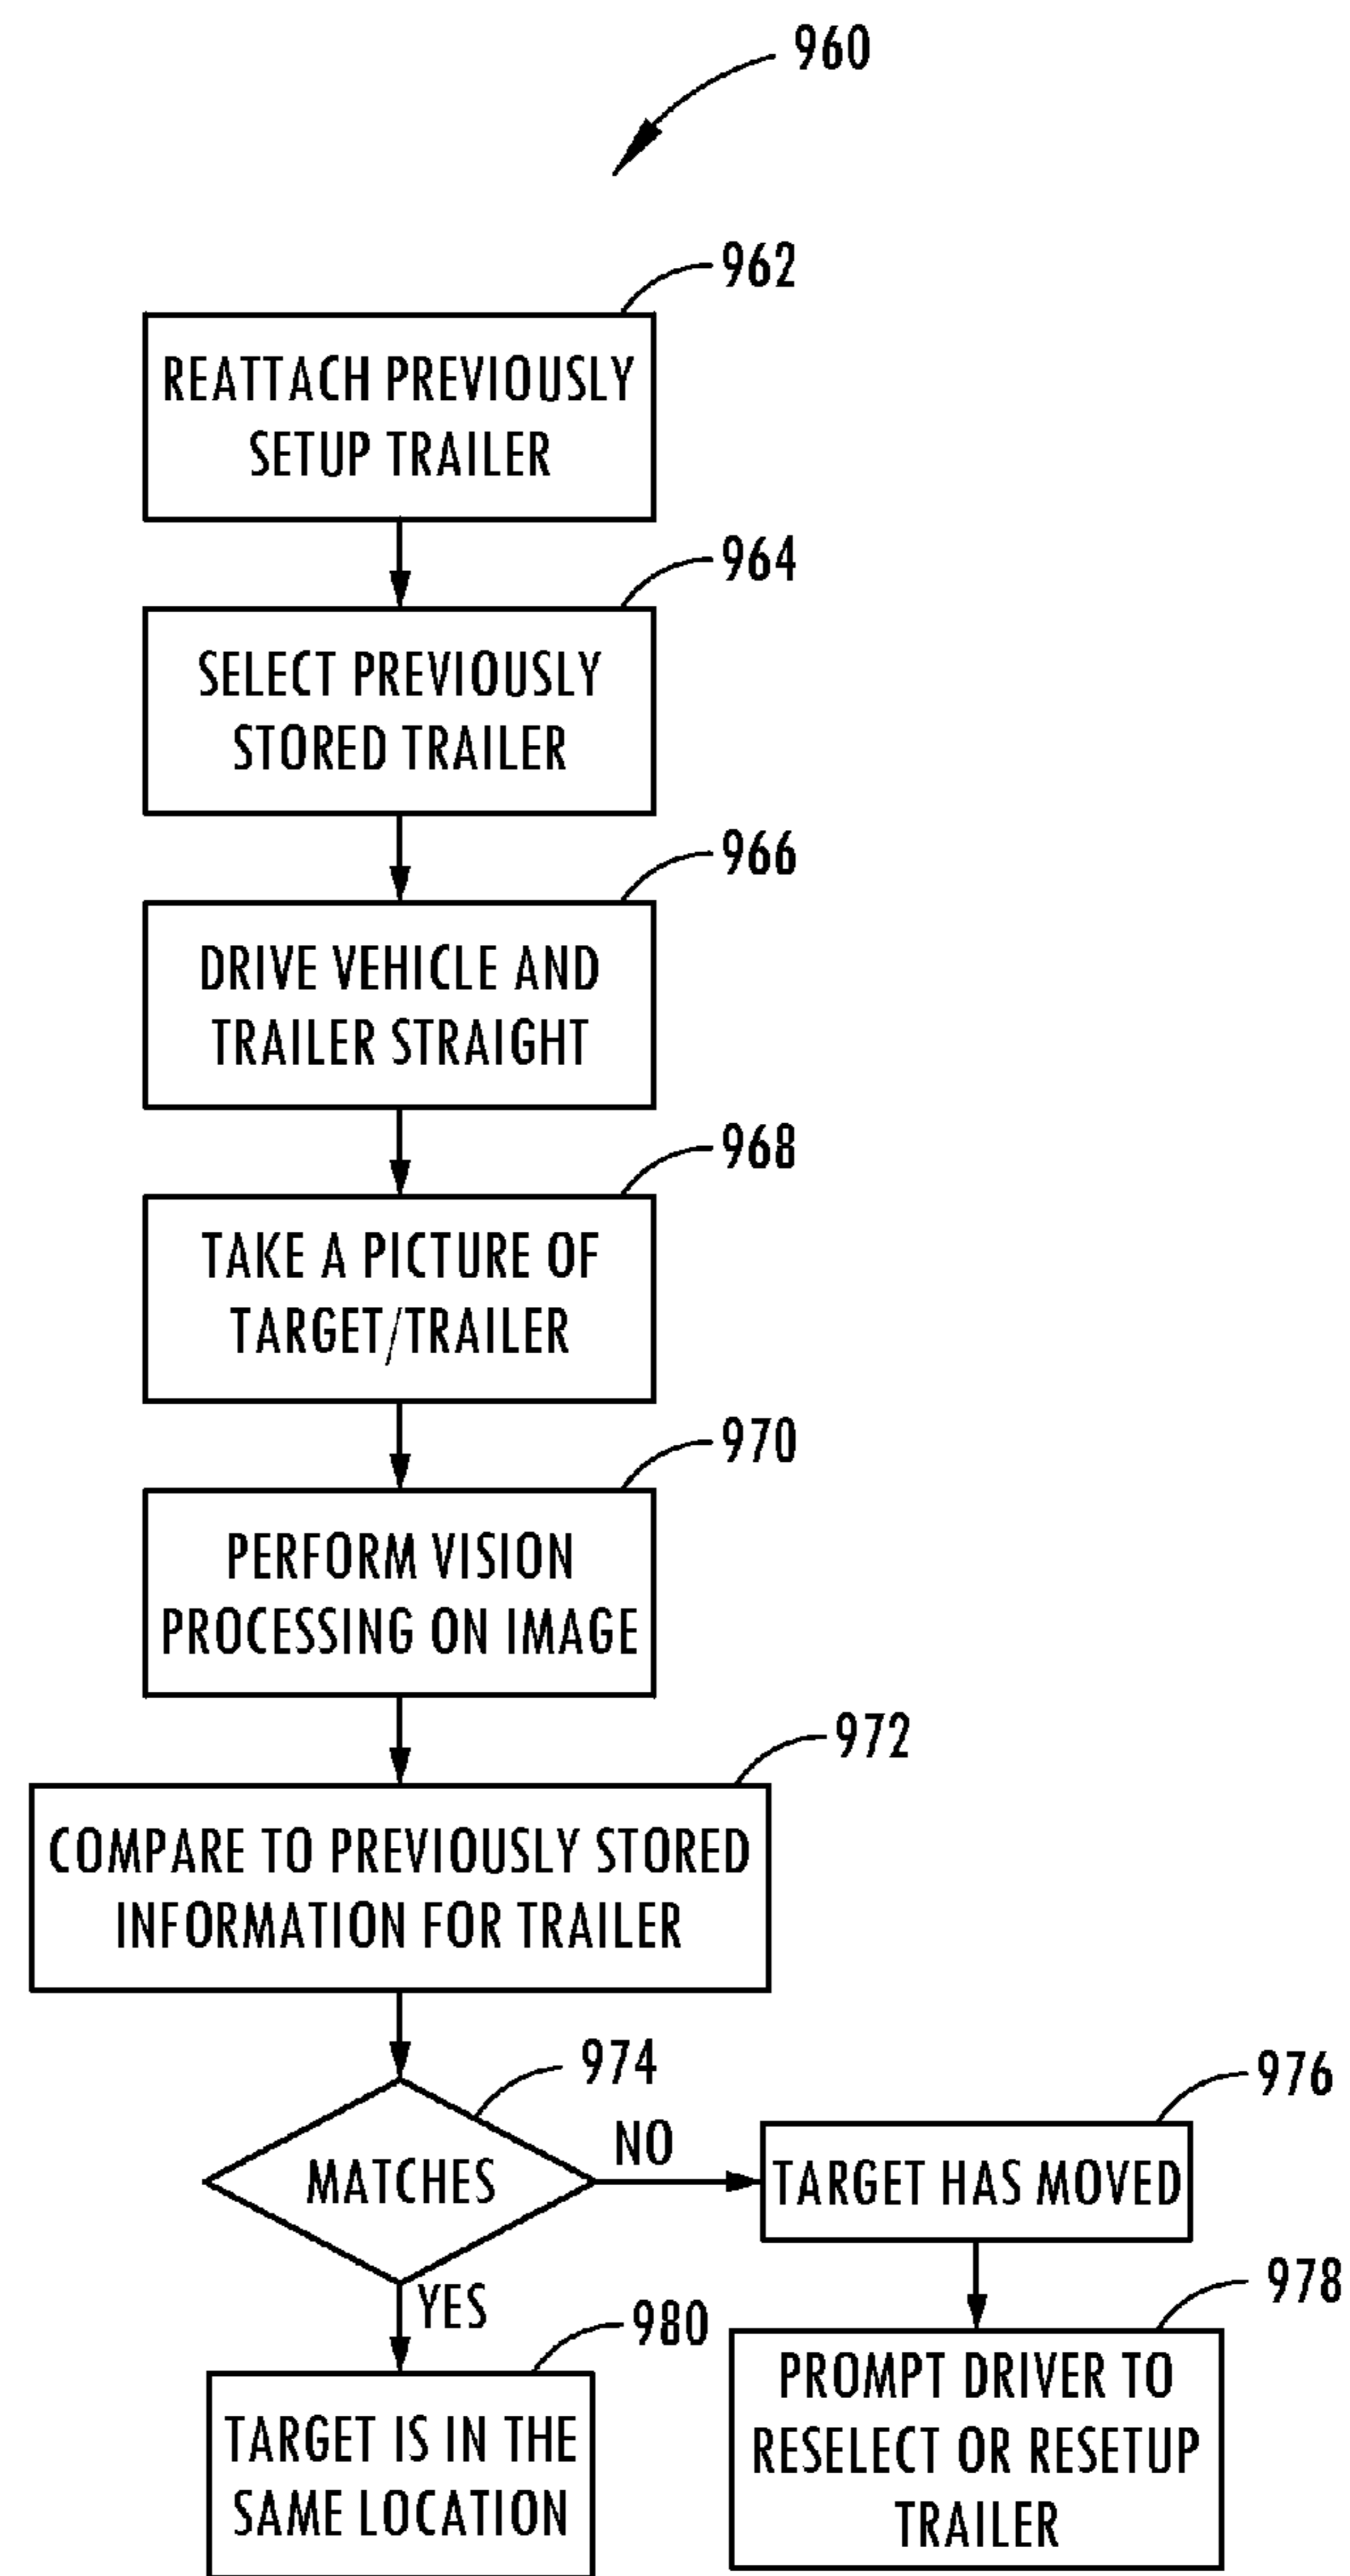 960
962
REATTACH PREVIOUSLY
SETUP TRAILER
964
SELECT PREVIOUSLY
STORED TRAILER
966
DRIVE VEHICLE AND
TRAILER STRAIGHT
968
TAKE A PICTURE OF
TARGET/TRAILER
970
PERFORM VISION
PROCESSING ON IMAGE
972
COMPARE TO PREVIOUSLY STORED
INFORMATION FOR TRAILER
974
MATCHES
NO
976
TARGET HAS MOVED
YES
978
PROMPT DRIVER TO
RESELECT OR RESETUP
TRAILER
980
TARGET IS IN THE
SAME LOCATION